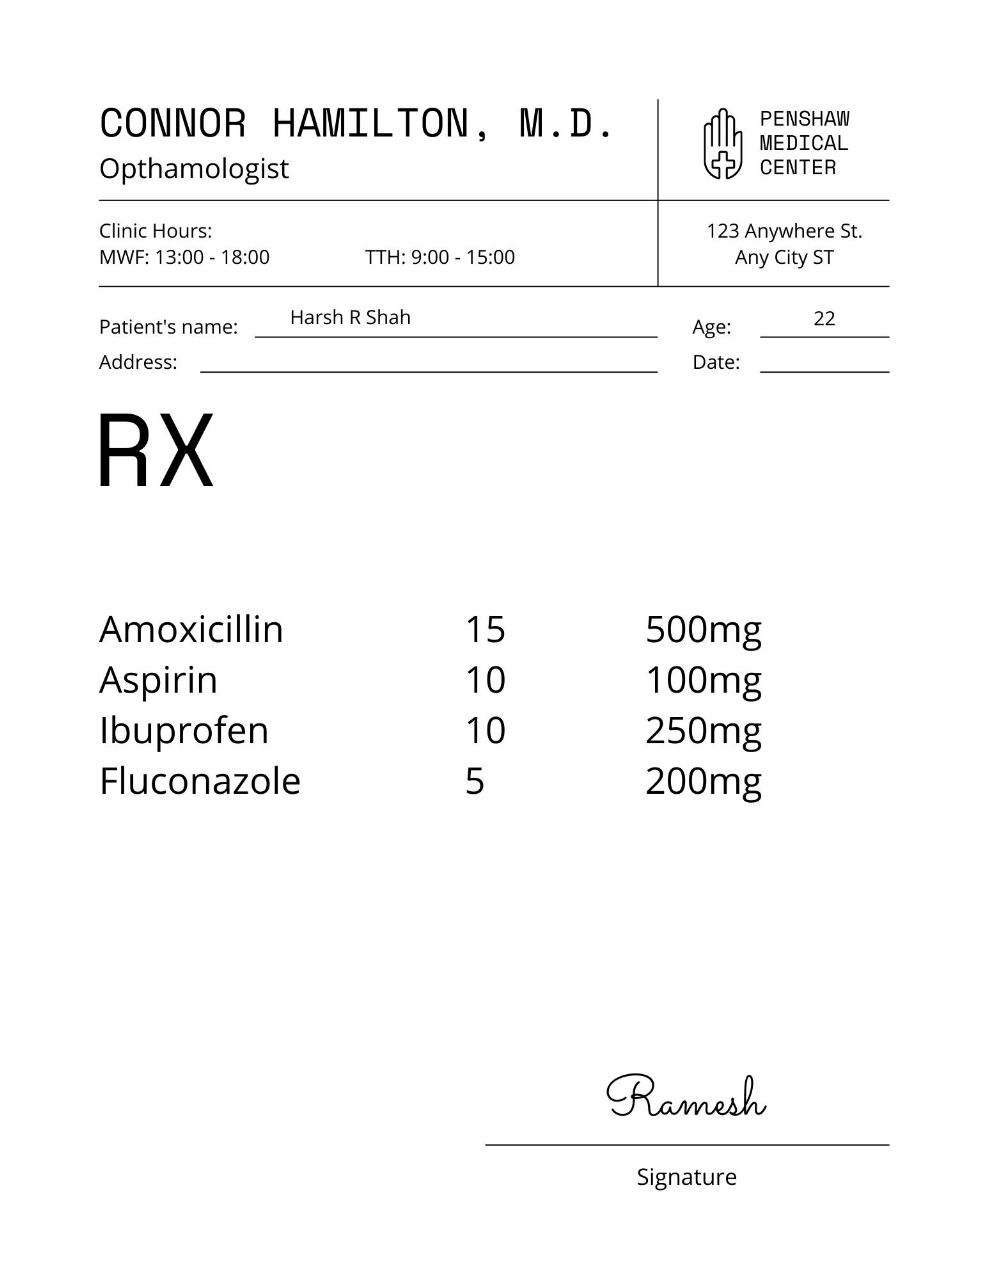 CONNOR HAMILTON, M.D.
Opthamologist
PENSHAW
MEDICAL
CENTER
Clinic Hours:
MWF: 13:00 - 18:00 TTH: 9:00 - 15:00
123 Anywhere St.
Any City ST
Patient's name: Harsh R Shah Age: 22
Address: Date:
RX
Amoxicillin 15 500mg
Aspirin 10 100mg
Ibuprofen 10 250mg
Fluconazole 5 200mg
Ramesh
Signature